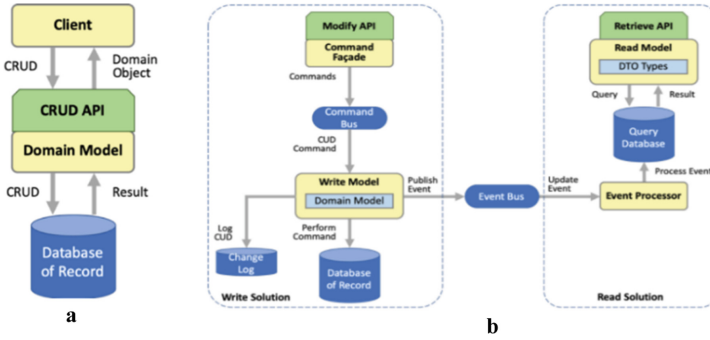 Client
CRUD
Domain
Object
CRUD API
Domain Model
CRUD
Result
Database
of Record
a
Modify API
Command
Façade
Commands
Command
Bus
CUD
Command
Write Model
Domain Model
Publish
Event
Log
CUD
Perform
Command
Change
Log
Database
of Record
Write Solution
Event Bus
Update
Event
Retrieve API
Read Model
DTO Types
Query
Result
Query
Database
Process Event
Event Processor
Read Solution
b